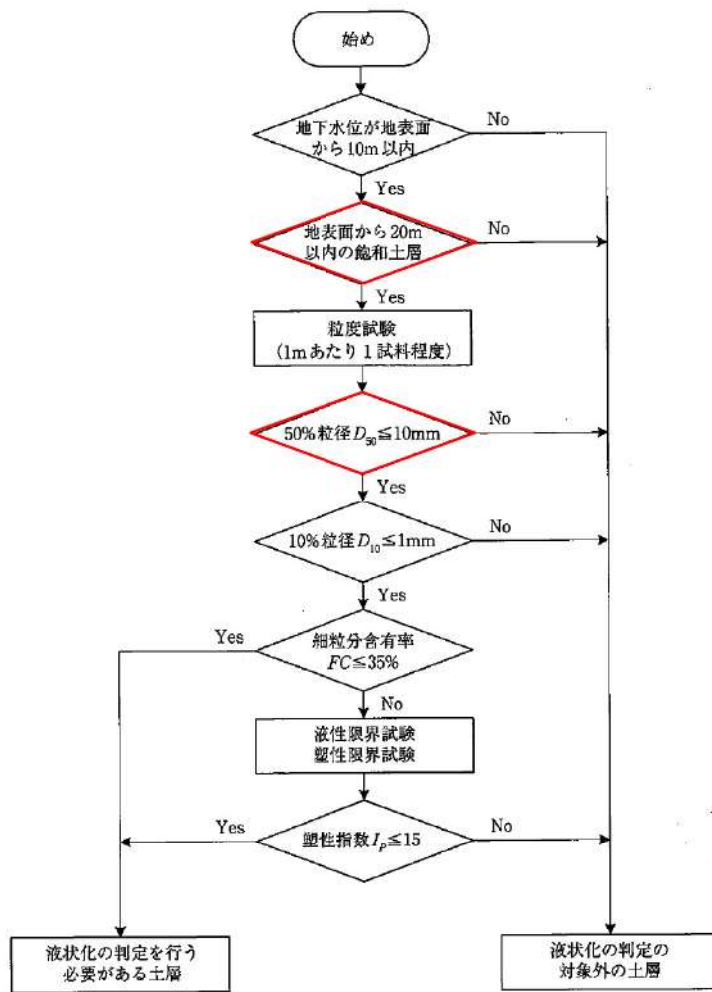 始め
地下水位が地表面
から10m以内
No
Yes
地表面から20m
以内の飽和土層
No
Yes
粒度試験
(1mあたり1試料程度)
50%粒径D50≦10mm
No
Yes
10%粒径D10≦1mm
No
Yes
細粒分含有率
FC≦35%
Yes
No
液性限界試験
塑性限界試験
塑性指数IP≦15
Yes
No
液状化の判定を行う
必要がある土層
液状化の判定の
対象外の土層